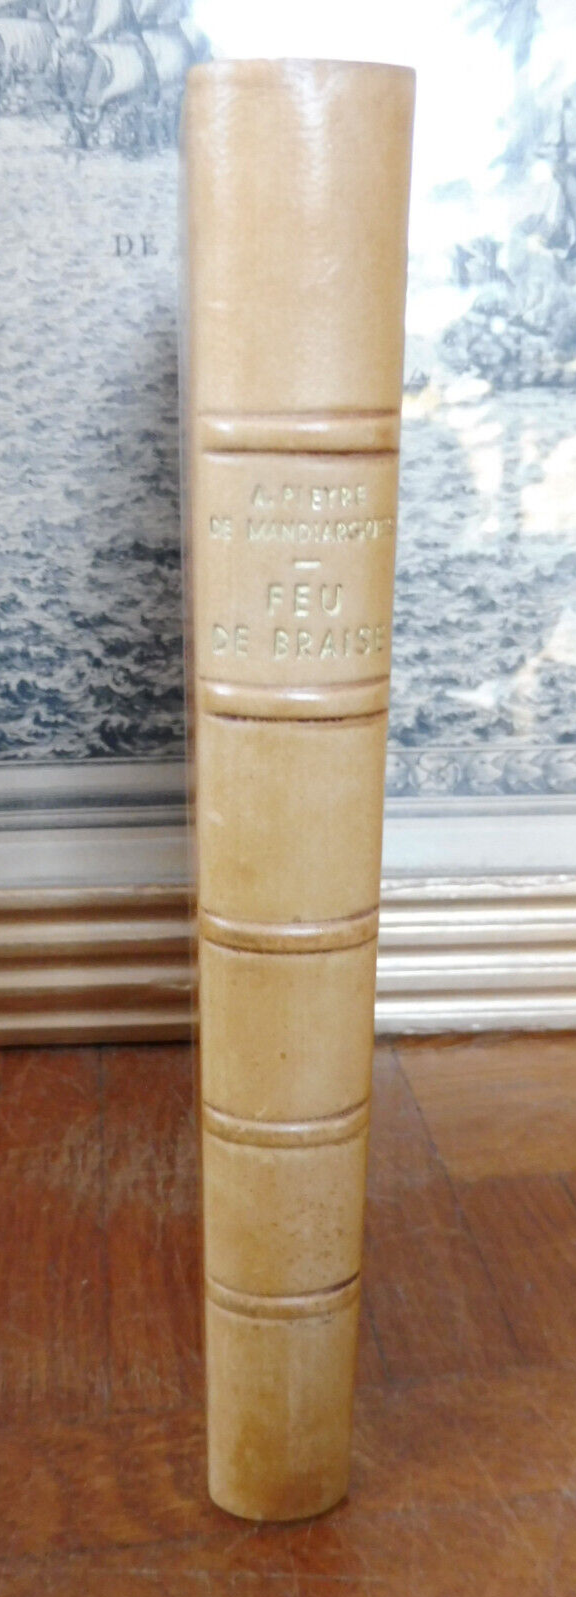 DE
A. PIEYRE
DE MANDIARGUES
—
FEU
DE BRAISE